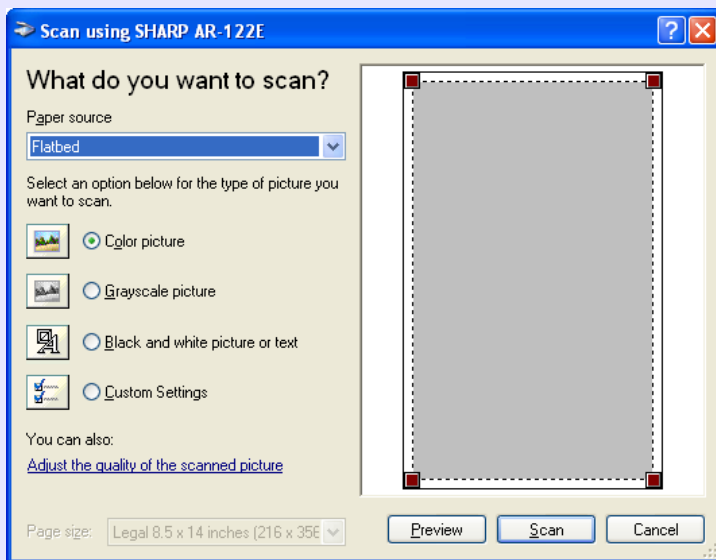 Scan using SHARP AR-122E
What do you want to scan?
Paper source
Flatbed
Select an option below for the type of picture you
want to scan.
Color picture
Grayscale picture
Black and white picture or text
Custom Settings
You can also:
Adjust the quality of the scanned picture
Page size: Legal 8.5 x 14 inches (216 x 356
Preview Scan Cancel